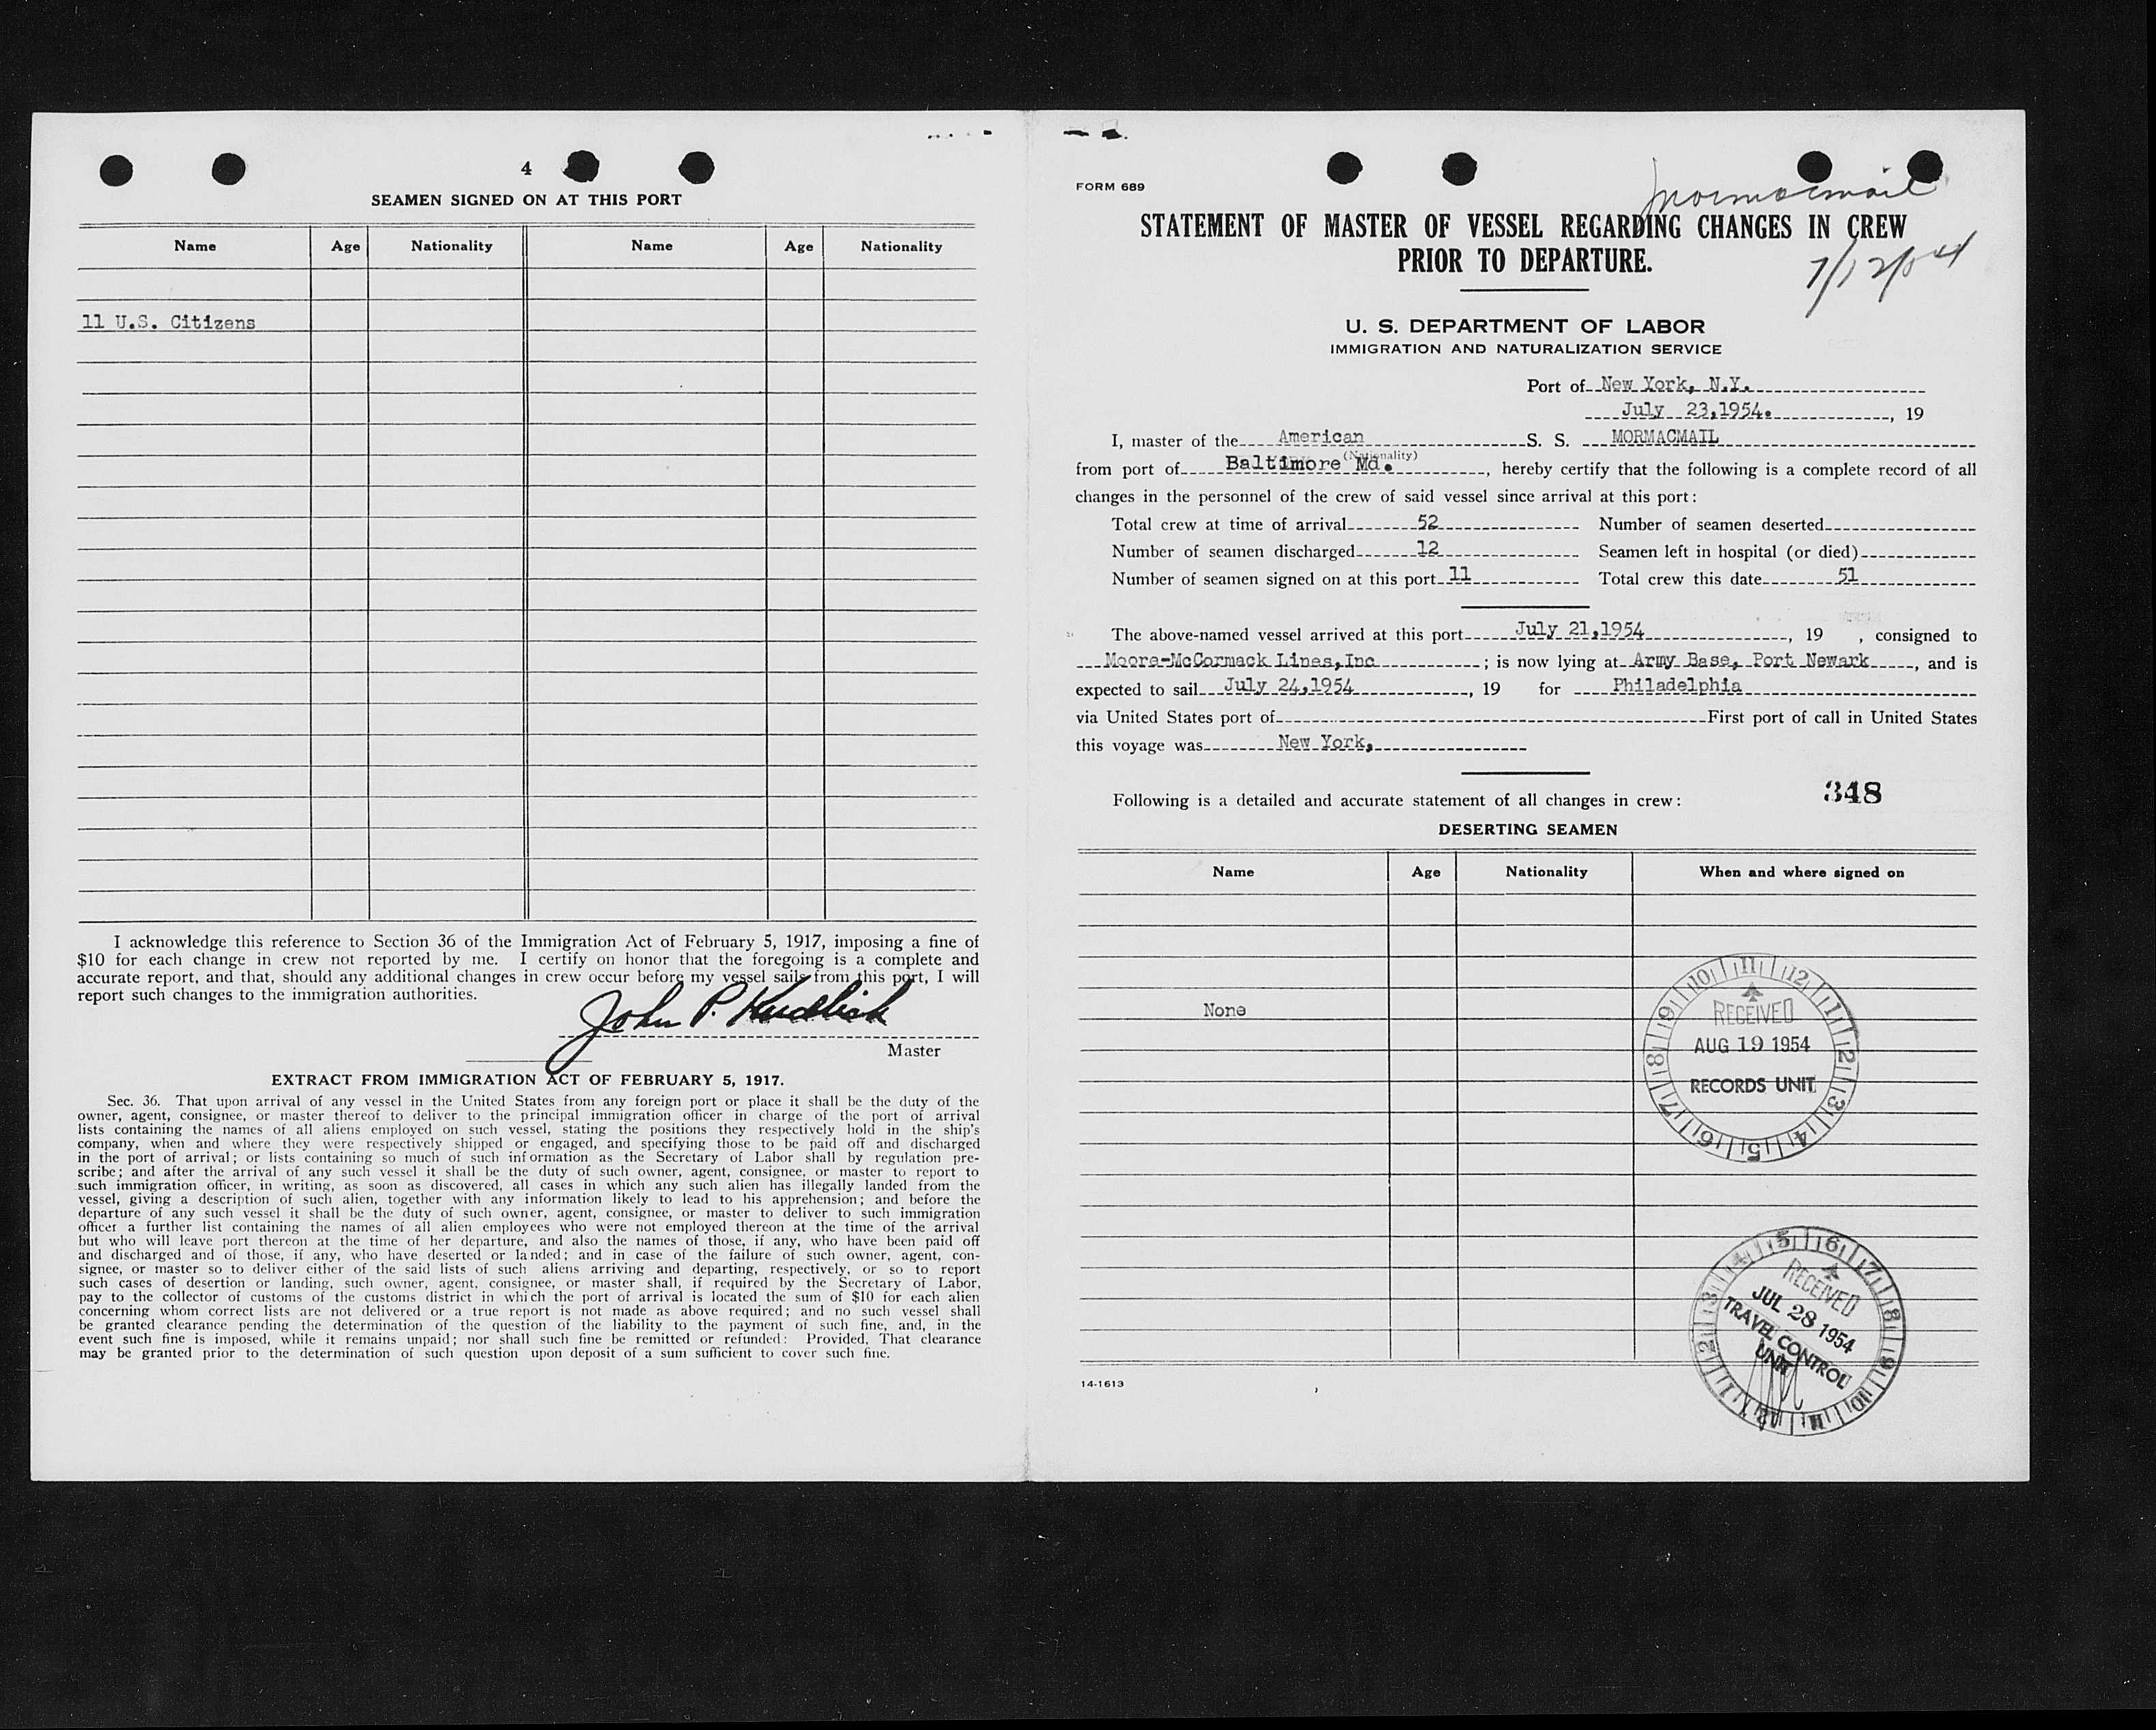 4
SEAMEN SIGNED ON AT THIS PORT
Name Age Nationality Name Age Nationality
11 U.S. Citizens
I acknowledge this reference to Section 36 of the Immigration Act of February 5, 1917, imposing a fine of
$10 for each change in crew not reported by me. I certify on honor that the foregoing is a complete and
accurate report, and that, should any additional changes in crew occur before my vessel sails from this port, I will
report such changes to the immigration authorities.
John P. Kudlich
Master
EXTRACT FROM IMMIGRATION ACT OF FEBRUARY 5, 1917.
Sec. 36. That upon arrival of any vessel in the United States from any foreign port or place it shall be the duty of the
owner, agent, consignee, or master thereof to deliver to the principal immigration officer in charge of the port of arrival
lists containing the names of all aliens employed on such vessel, stating the positions they respectively hold in the ship's
company, when and where they were respectively shipped or engaged, and specifying those to be paid off and discharged
in the port of arrival; or lists containing so much of such information as the Secretary of Labor shall by regulation pre-
scribe; and after the arrival of any such vessel it shall be the duty of such owner, agent, consignee, or master to report to
such immigration officer, in writing, as soon as discovered, all cases in which any such alien has illegally landed from the
vessel, giving a description of such alien, together with any information likely to lead to his apprehension; and before the
departure of any such vessel it shall be the duty of such owner, agent, consignee, or master to deliver to such immigration
officer a further list containing the names of all alien employees who were not employed thereon at the time of the arrival
but who will leave port thereon at the time of her departure, and also the names of those, if any, who have been paid off
and discharged and of those, if any, who have deserted or landed; and in case of the failure of such owner, agent, con-
signee, or master so to deliver either of the said lists of such aliens arriving and departing, respectively, or so to report
such cases of desertion or landing, such owner, agent, consignee, or master shall, if required by the Secretary of Labor,
pay to the collector of customs of the customs district in which the port of arrival is located the sum of $10 for each alien
concerning whom correct lists are not delivered or a true report is not made as above required; and no such vessel shall
be granted clearance pending the determination of the question of the liability to the payment of such fine, and, in the
event such fine is imposed, while it remains unpaid; nor shall such fine be remitted or refunded: Provided, That clearance
may be granted prior to the determination of such question upon deposit of a sum sufficient to cover such fine.
FORM 689
Mormacmail
STATEMENT OF MASTER OF VESSEL REGARDING CHANGES IN CREW
PRIOR TO DEPARTURE.
7/12/54
U. S. DEPARTMENT OF LABOR
IMMIGRATION AND NATURALIZATION SERVICE
Port of New York, N.Y.
July 23,1954. , 19
I, master of the American S. S. MORMACMAIL
(Nationality)
from port of Baltimore Md. , hereby certify that the following is a complete record of all
changes in the personnel of the crew of said vessel since arrival at this port:
Total crew at time of arrival 52 Number of seamen deserted
Number of seamen discharged 12 Seamen left in hospital (or died)
Number of seamen signed on at this port 11 Total crew this date 51
The above-named vessel arrived at this port July 21,1954 , 19 , consigned to
Moore-McCormack Lines,Inc ; is now lying at Army Base, Port Newark , and is
expected to sail July 24,1954 , 19 for Philadelphia
via United States port of First port of call in United States
this voyage was New York,
348
Following is a detailed and accurate statement of all changes in crew:
DESERTING SEAMEN
Name Age Nationality When and where signed on
None
10 11 12 1 2 3 4 5 6 7 8 9
RECEIVED
AUG 19 1954
RECORDS UNIT
4 5 6 7 8 9 10 11 12 1 2 3
RECEIVED
JUL 28 1954
TRAVEL CONTROL
UNIT
14-1613